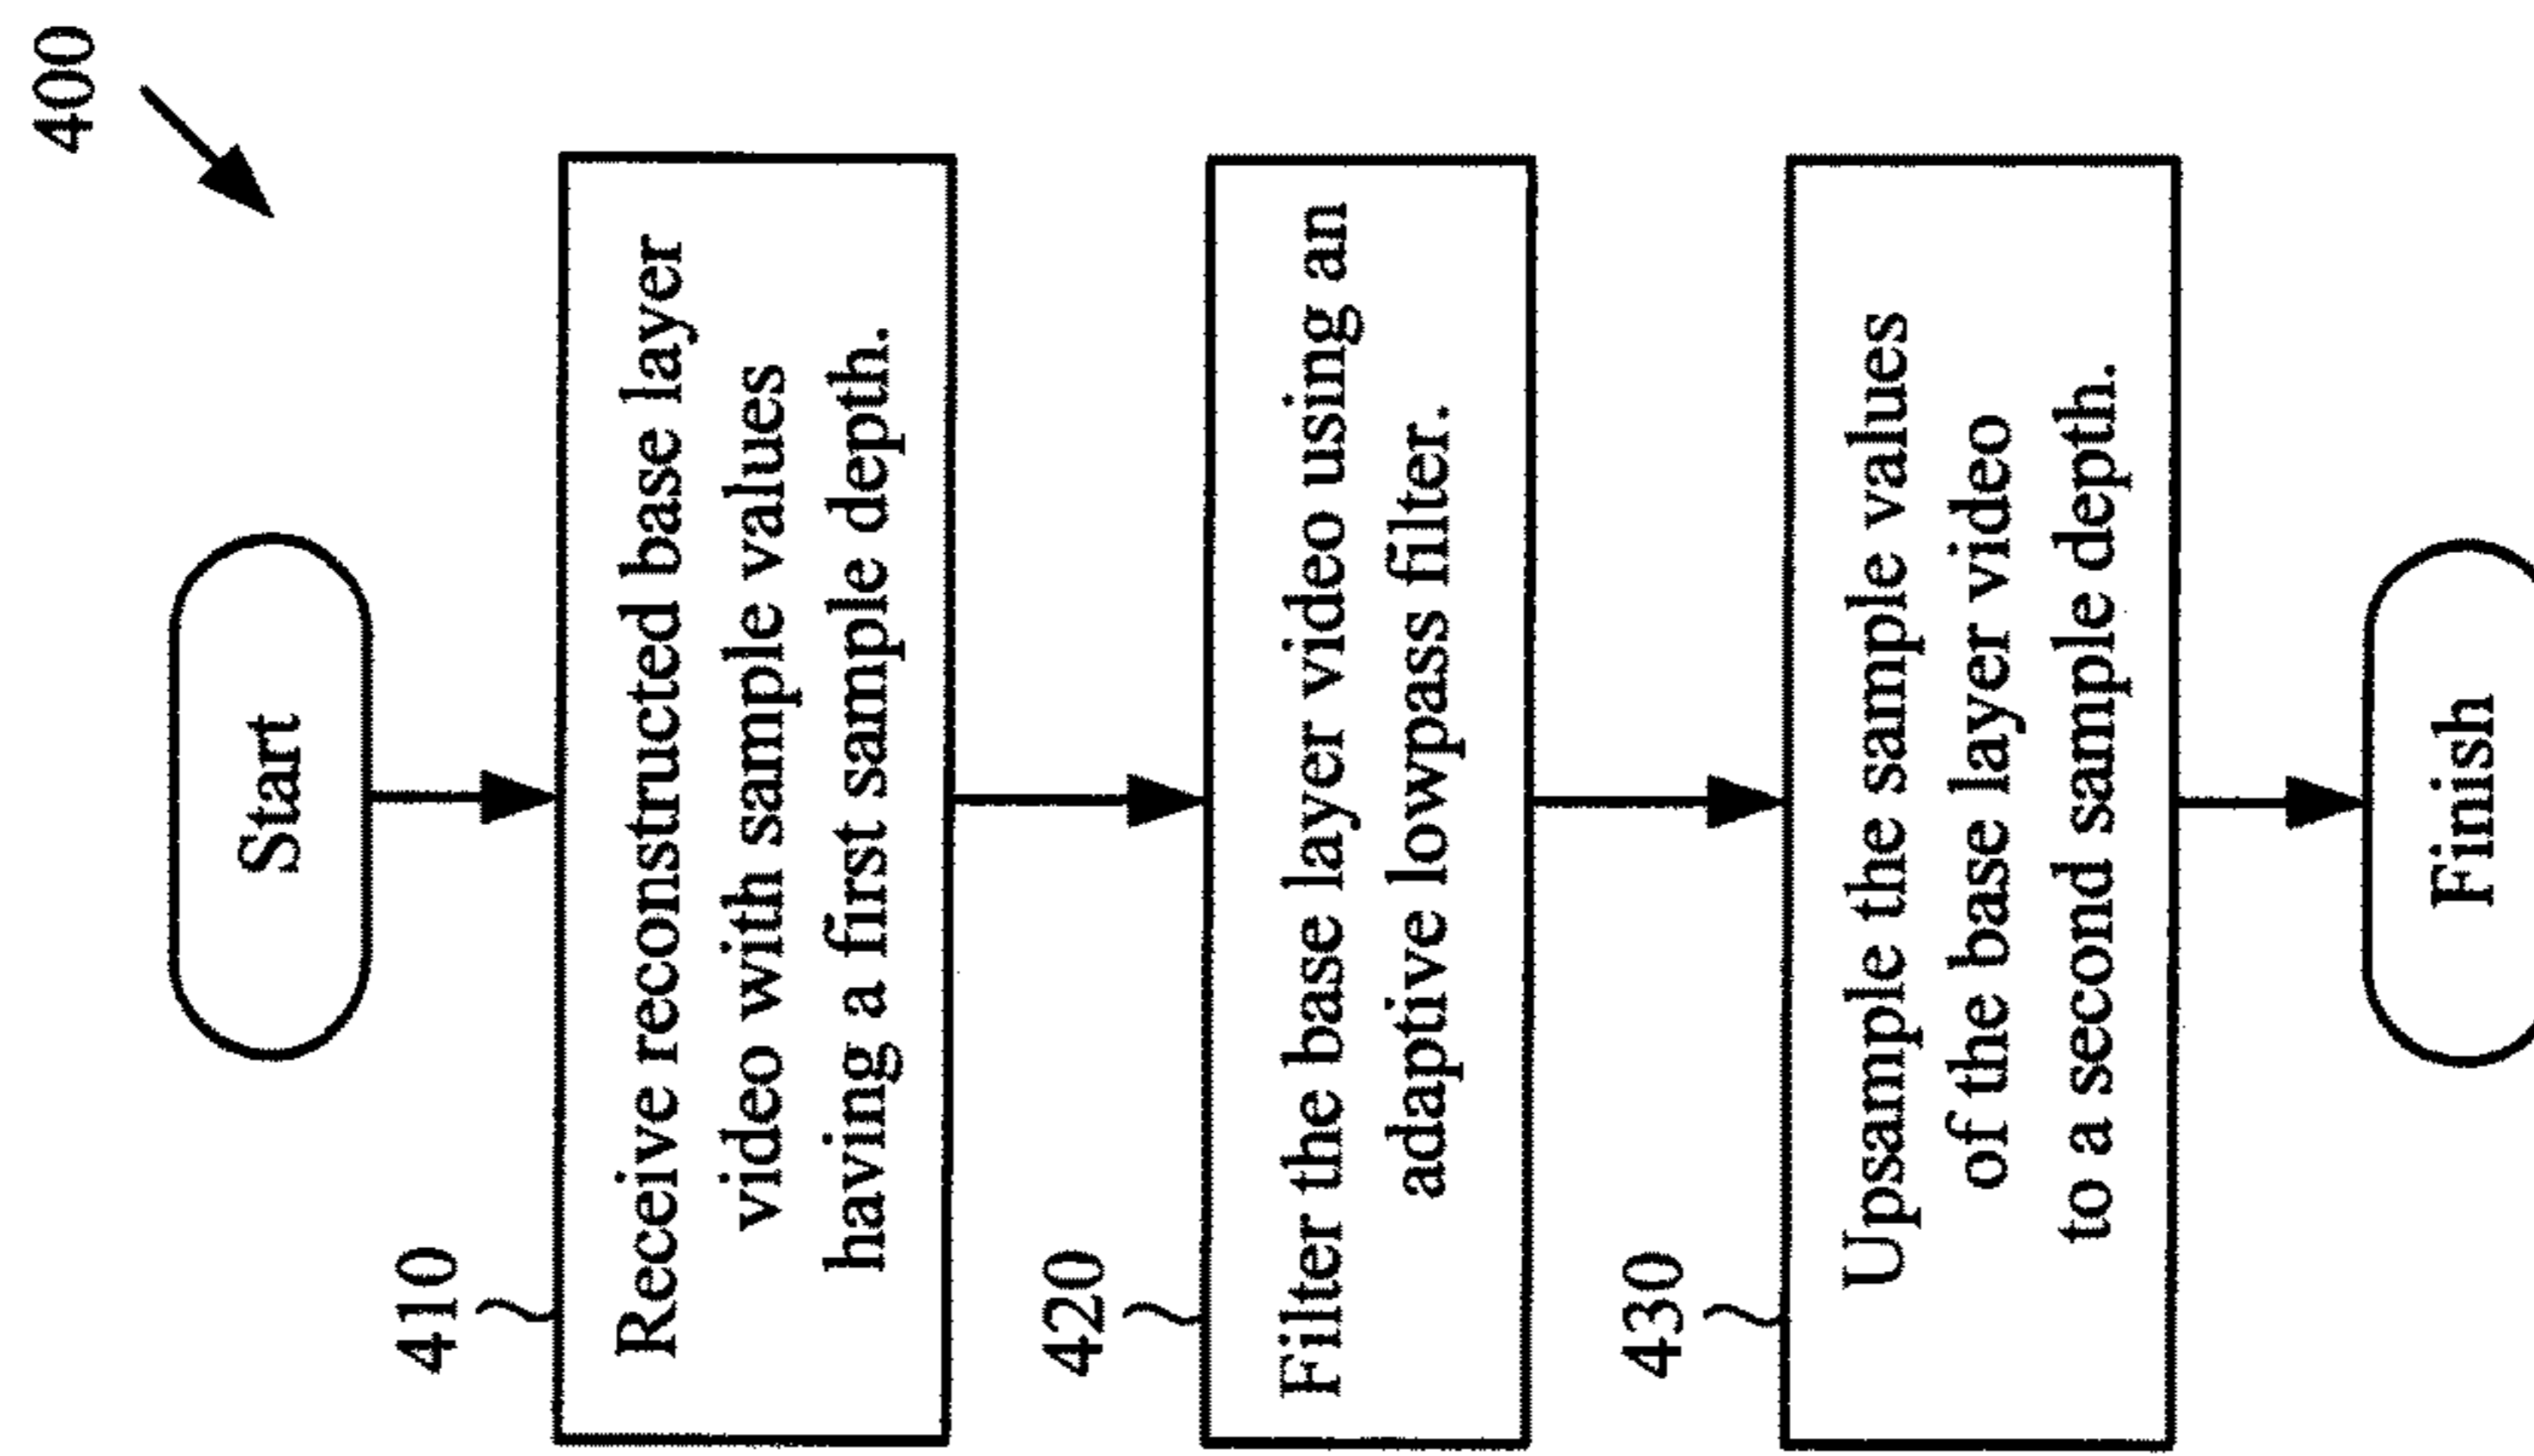 400
Start
410
Receive reconstructed base layer
video with sample values
having a first sample depth.
420
Filter the base layer video using an
adaptive lowpass filter.
430
Upsample the sample values
of the base layer video
to a second sample depth.
Finish